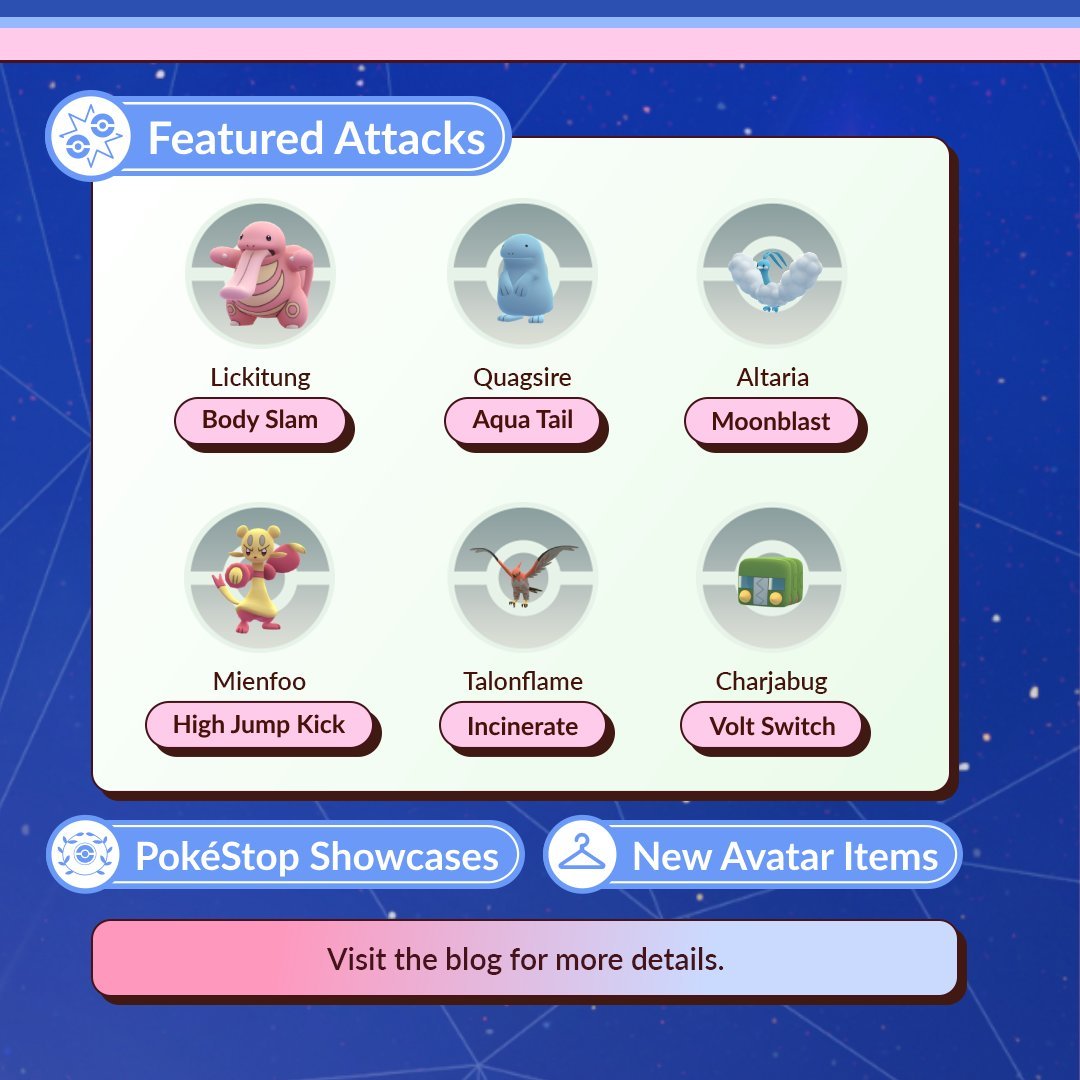 Featured Attacks
Lickitung
Quagsire
Altaria
Body Slam
Aqua Tail
Moonblast
Mienfoo
Talonflame
Charjabug
High Jump Kick
Incinerate
Volt Switch
PokéStop Showcases
New Avatar Items
Visit the blog for more details.